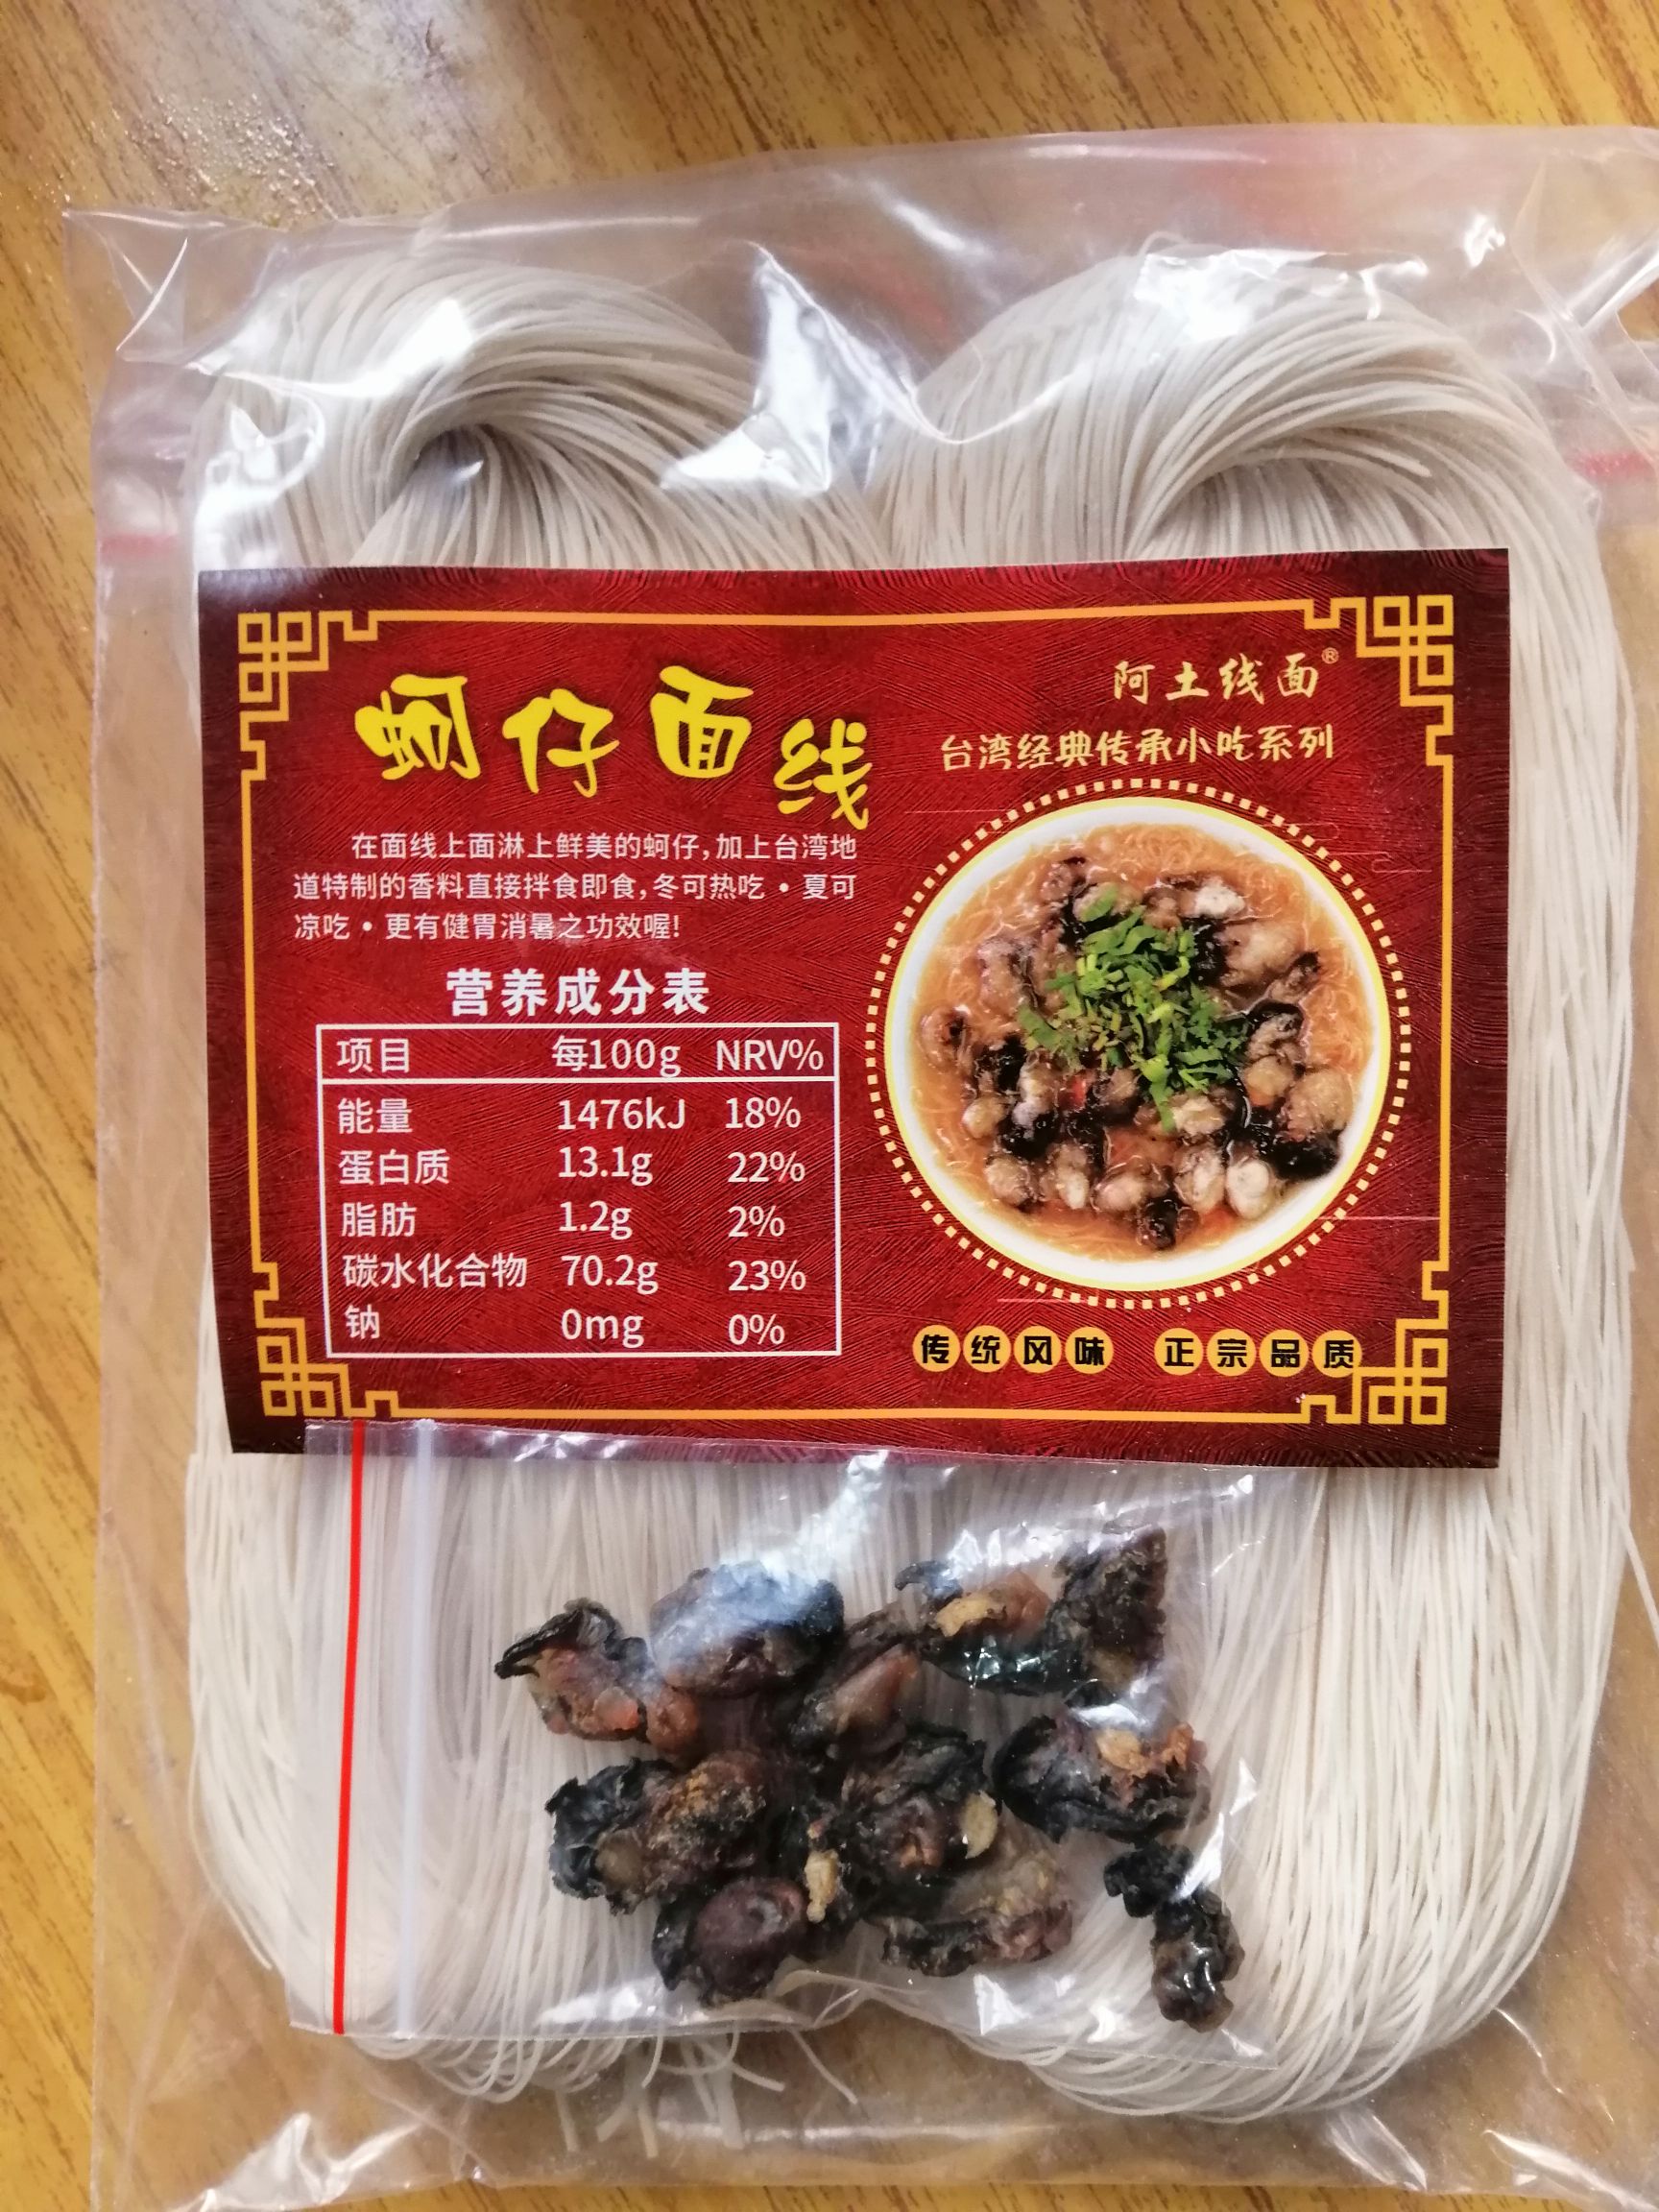 蚵仔面线
阿土线面®
台湾经典传承小吃系列
在面线上面淋上鲜美的蚵仔,加上台湾地
道特制的香料直接拌食即食,冬可热吃•夏可
凉吃•更有健胃消暑之功效喔!
营养成分表
项目 每100g NRV%
能量 1476kJ 18%
蛋白质 13.1g 22%
脂肪 1.2g 2%
碳水化合物 70.2g 23%
钠 0mg 0%
传统风味 正宗品质